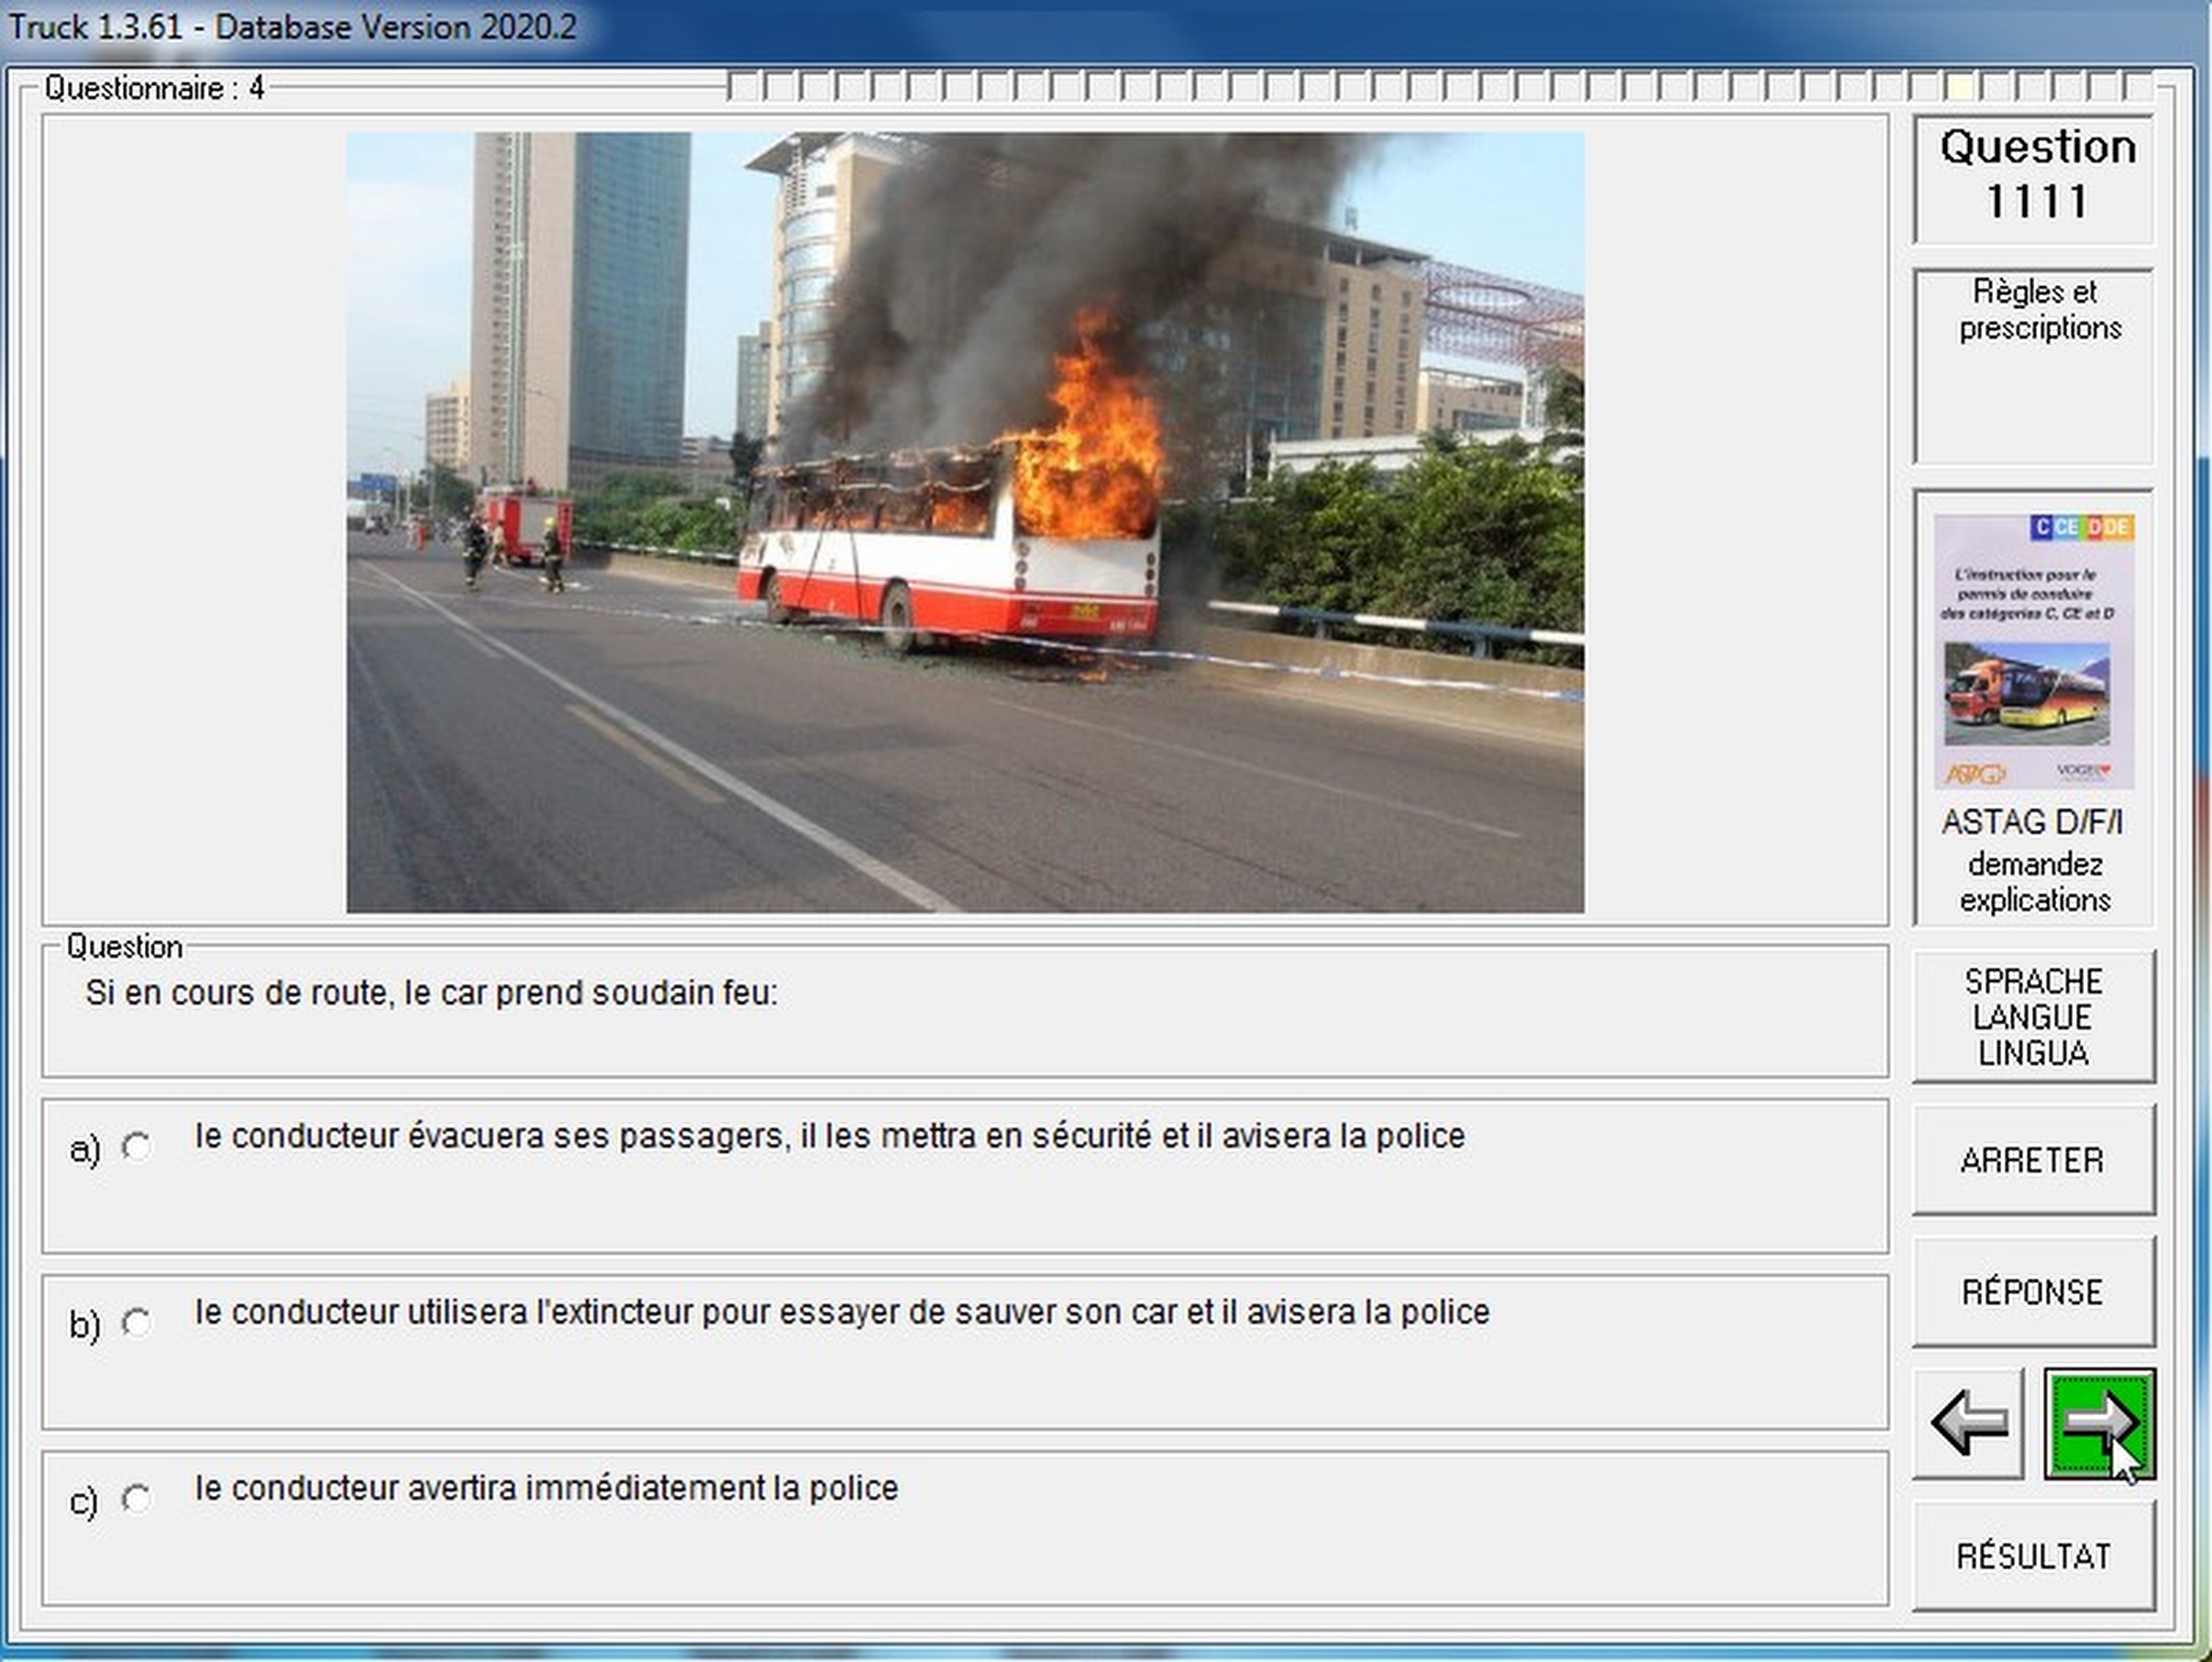 Truck 1.3.61 - Database Version 2020.2
Questionnaire : 4
Question
1111
Règles et
prescriptions
C CE D DE
L'instruction pour le
permis de conduire
des catégories C, CE et D
ASTAG
VOGEL
ASTAG D/F/I
demandez
explications
Question
Si en cours de route, le car prend soudain feu:
a) le conducteur évacuera ses passagers, il les mettra en sécurité et il avisera la police
b) le conducteur utilisera l'extincteur pour essayer de sauver son car et il avisera la police
c) le conducteur avertira immédiatement la police
SPRACHE
LANGUE
LINGUA
ARRETER
RÉPONSE
RÉSULTAT